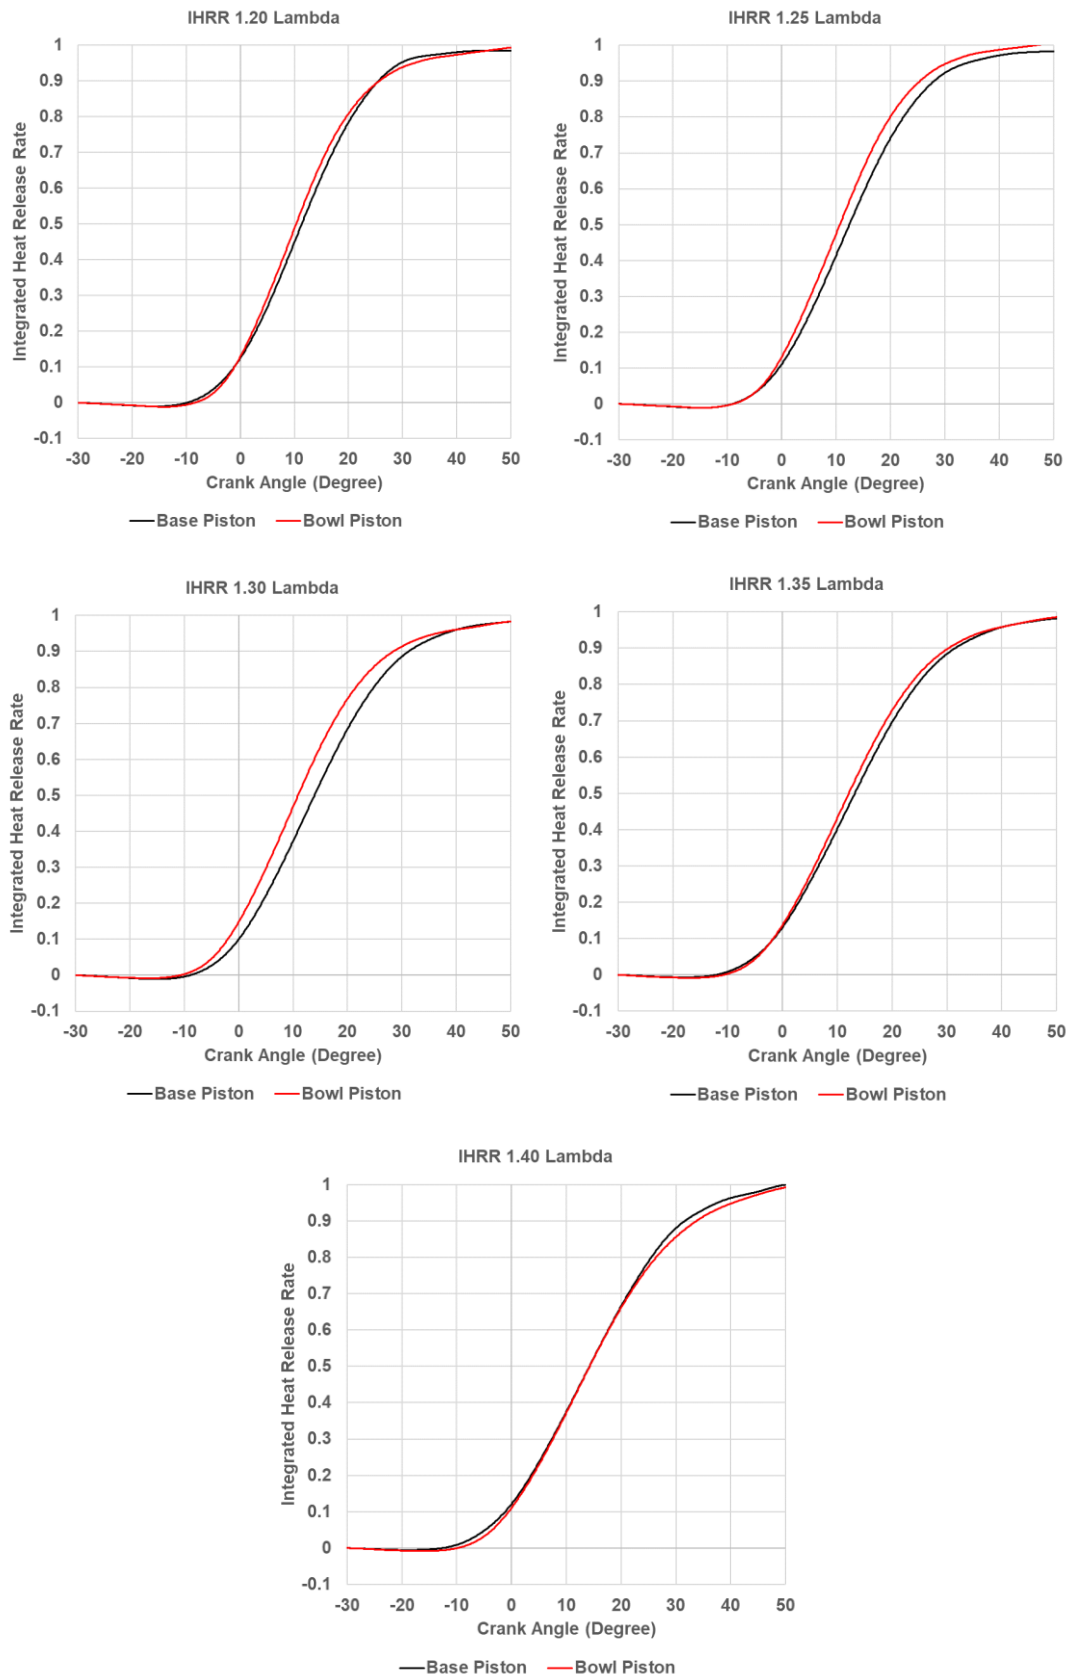 IHRR 1.20 Lambda
Integrated Heat Release Rate
1
0.9
0.8
0.7
0.6
0.5
0.4
0.3
0.2
0.1
0
-0.1
-30 -20 -10 0 10 20 30 40 50
Crank Angle (Degree)
Base Piston Bowl Piston
IHRR 1.25 Lambda
Integrated Heat Release Rate
1
0.9
0.8
0.7
0.6
0.5
0.4
0.3
0.2
0.1
0
-0.1
-30 -20 -10 0 10 20 30 40 50
Crank Angle (Degree)
Base Piston Bowl Piston
IHRR 1.30 Lambda
Integrated Heat Release Rate
1
0.9
0.8
0.7
0.6
0.5
0.4
0.3
0.2
0.1
0
-0.1
-30 -20 -10 0 10 20 30 40 50
Crank Angle (Degree)
Base Piston Bowl Piston
IHRR 1.35 Lambda
Integrated Heat Release Rate
1
0.9
0.8
0.7
0.6
0.5
0.4
0.3
0.2
0.1
0
-0.1
-30 -20 -10 0 10 20 30 40 50
Crank Angle (Degree)
Base Piston Bowl Piston
IHRR 1.40 Lambda
Integrated Heat Release Rate
1
0.9
0.8
0.7
0.6
0.5
0.4
0.3
0.2
0.1
0
-0.1
-30 -20 -10 0 10 20 30 40 50
Crank Angle (Degree)
Base Piston Bowl Piston